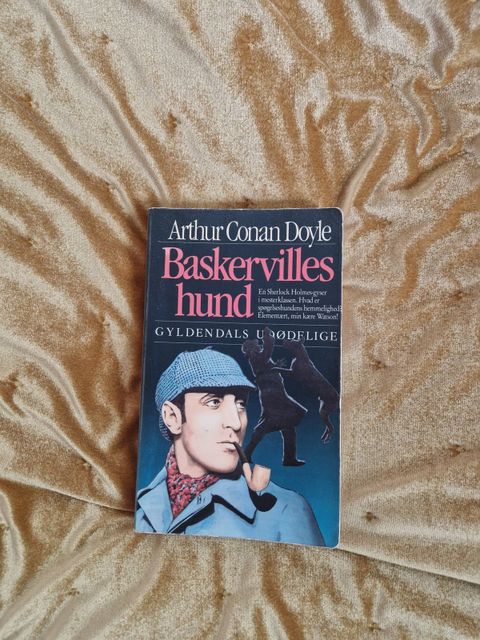 Arthur Conan Doyle
Baskervilles
hund
En Sherlock Holmes-gyser
i mesterklassen. Hvad er
spøgelseshundens hemmelighed?
Elementært, min kære Watson!
GYLDENDALS UDØDELIGE